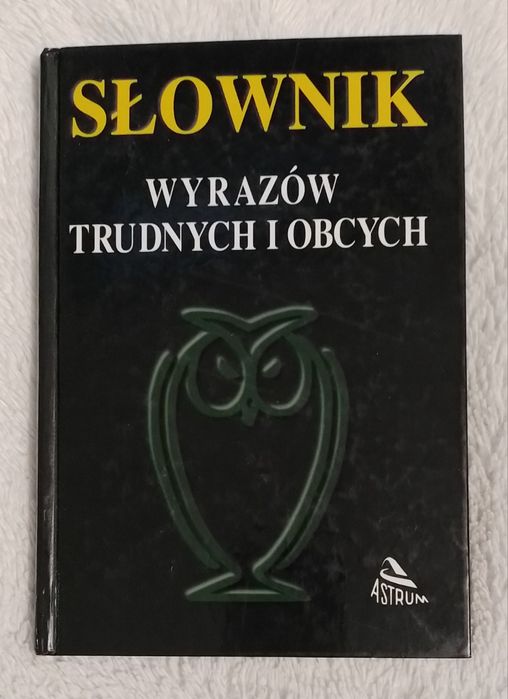 SŁOWNIK
WYRAZÓW
TRUDNYCH I OBCYCH
ASTRUM